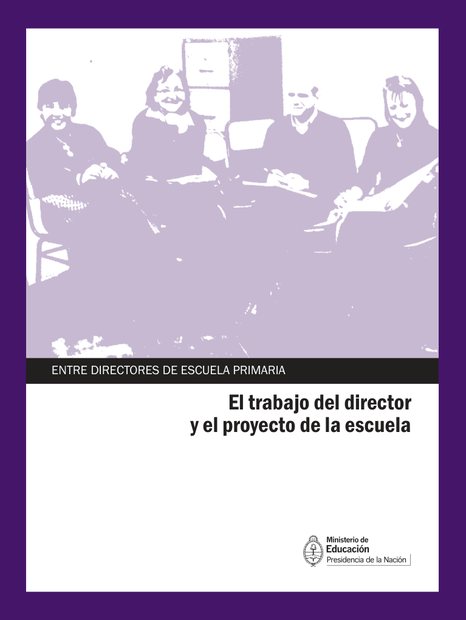 ENTRE DIRECTORES DE ESCUELA PRIMARIA
El trabajo del director
y el proyecto de la escuela
Ministerio de
Educación
Presidencia de la Nación